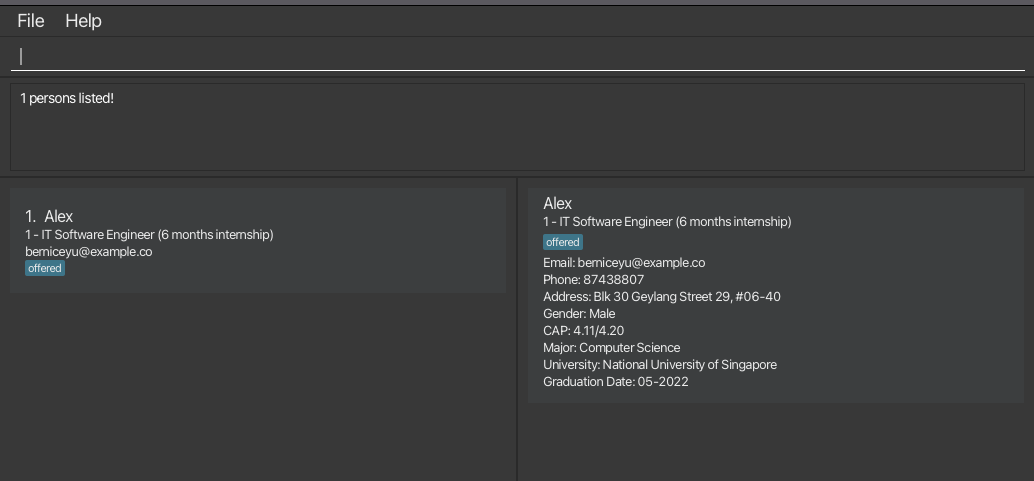 File Help
1 persons listed!
1. Alex
1 - IT Software Engineer (6 months internship)
berniceyu@example.co
offered
Alex
1 - IT Software Engineer (6 months internship)
offered
Email: berniceyu@example.co
Phone: 87438807
Address: Blk 30 Geylang Street 29, #06-40
Gender: Male
CAP: 4.11/4.20
Major: Computer Science
University: National University of Singapore
Graduation Date: 05-2022